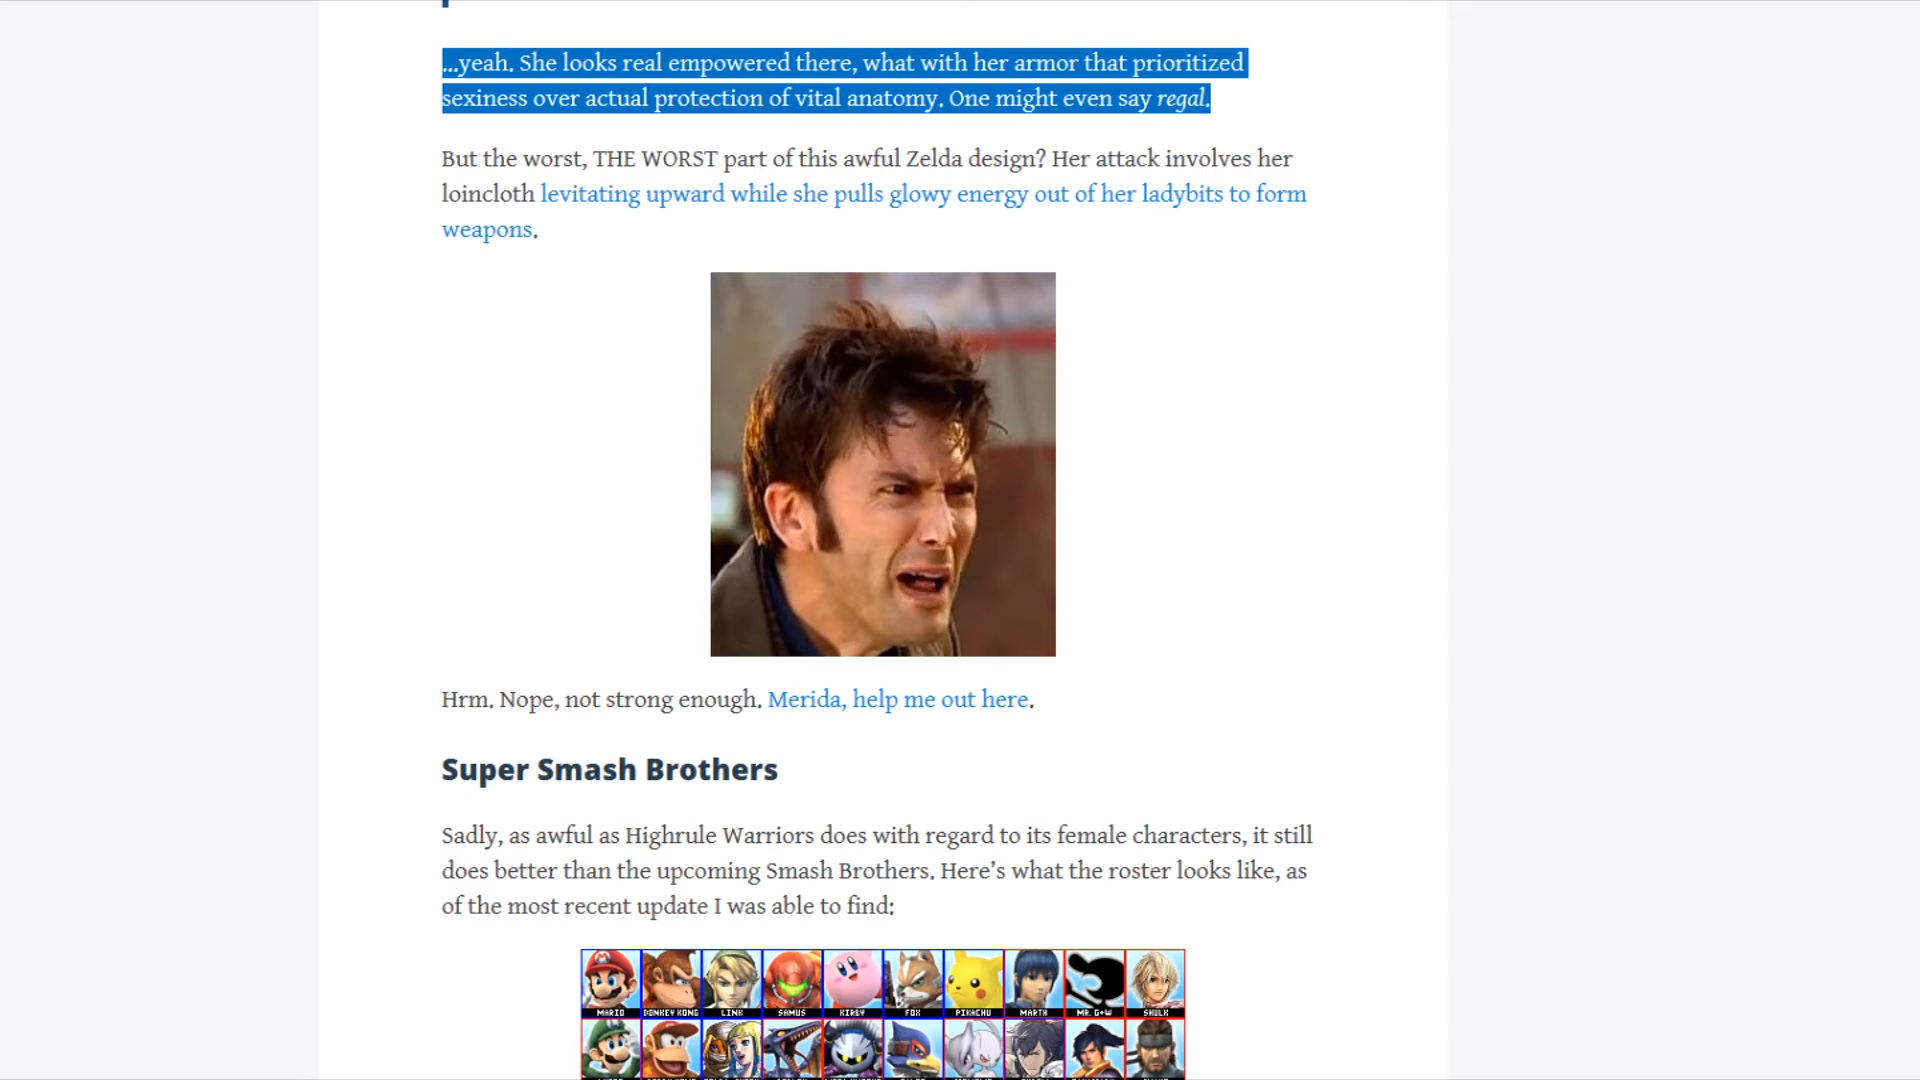 ...yeah. She looks real empowered there, what with her armor that prioritized
sexiness over actual protection of vital anatomy. One might even say regal.
But the worst, THE WORST part of this awful Zelda design? Her attack involves her
loincloth levitating upward while she pulls glowy energy out of her ladybits to form
weapons.
Hrm. Nope, not strong enough. Merida, help me out here.
Super Smash Brothers
Sadly, as awful as Highrule Warriors does with regard to its female characters, it still
does better than the upcoming Smash Brothers. Here’s what the roster looks like, as
of the most recent update I was able to find:
MARIO DONKEY KONG LINK SAMUS KIRBY FOX PIKACHU MARTH MR. G+W SHULK